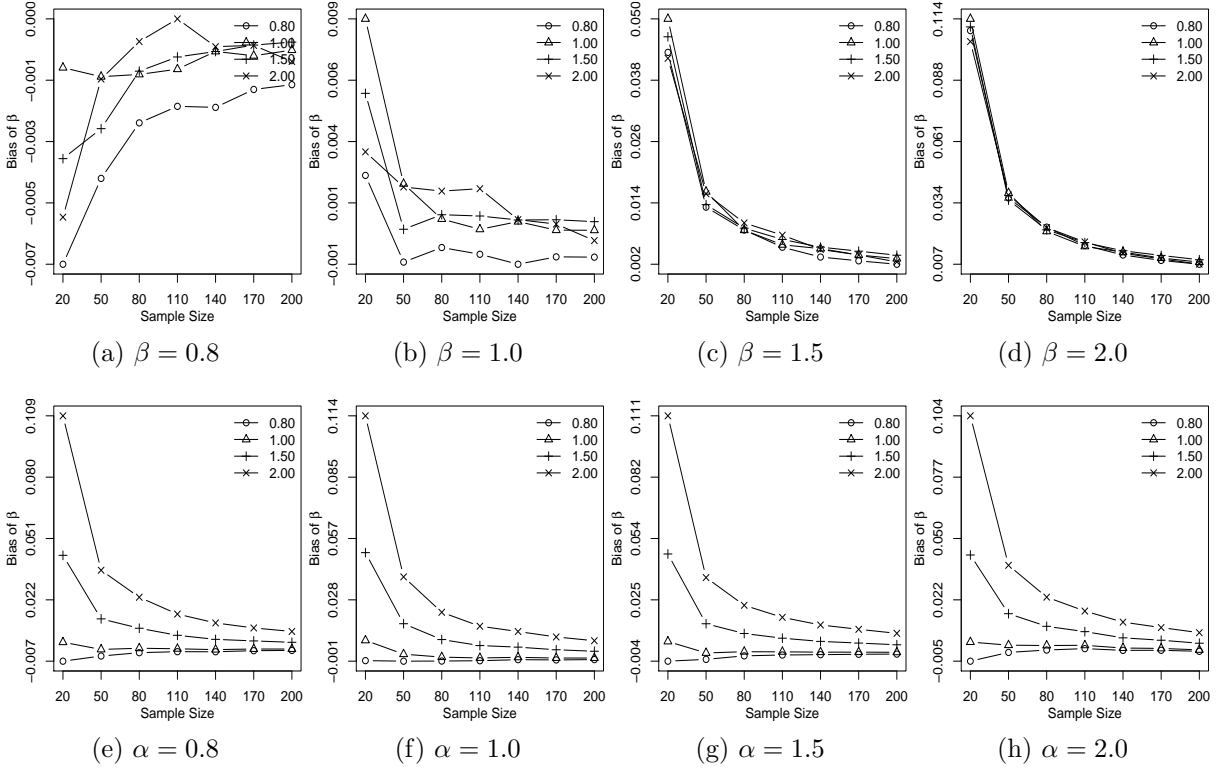 0.000
−0.001
−0.003
−0.005
−0.007
Bias of β
0.80
1.00
1.50
2.00
20 50 80 110 140 170 200
Sample Size
(a) β = 0.8
0.009
0.006
0.004
0.001
−0.001
Bias of β
0.80
1.00
1.50
2.00
20 50 80 110 140 170 200
Sample Size
(b) β = 1.0
0.050
0.038
0.026
0.014
0.002
Bias of β
0.80
1.00
1.50
2.00
20 50 80 110 140 170 200
Sample Size
(c) β = 1.5
0.114
0.088
0.061
0.034
0.007
Bias of β
0.80
1.00
1.50
2.00
20 50 80 110 140 170 200
Sample Size
(d) β = 2.0
0.109
0.080
0.051
0.022
−0.007
Bias of β
0.80
1.00
1.50
2.00
20 50 80 110 140 170 200
Sample Size
(e) α = 0.8
0.114
0.085
0.057
0.028
−0.001
Bias of β
0.80
1.00
1.50
2.00
20 50 80 110 140 170 200
Sample Size
(f) α = 1.0
0.111
0.082
0.054
0.025
−0.004
Bias of β
0.80
1.00
1.50
2.00
20 50 80 110 140 170 200
Sample Size
(g) α = 1.5
0.104
0.077
0.050
0.022
−0.005
Bias of β
0.80
1.00
1.50
2.00
20 50 80 110 140 170 200
Sample Size
(h) α = 2.0